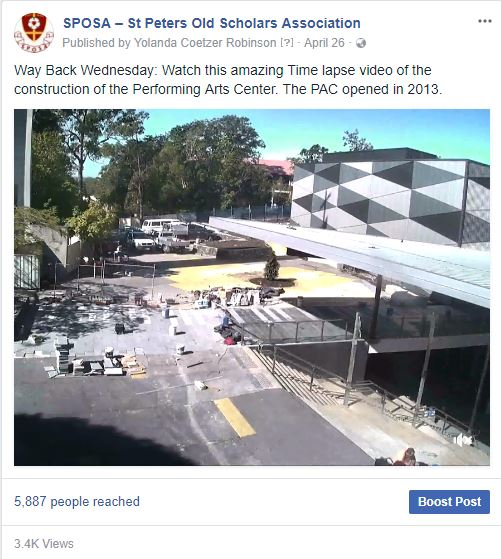 SPOSA – St Peters Old Scholars Association
Published by Yolanda Coetzer Robinson [?] · April 26 ·
Way Back Wednesday: Watch this amazing Time lapse video of the
construction of the Performing Arts Center. The PAC opened in 2013.
5,887 people reached
Boost Post
3.4K Views